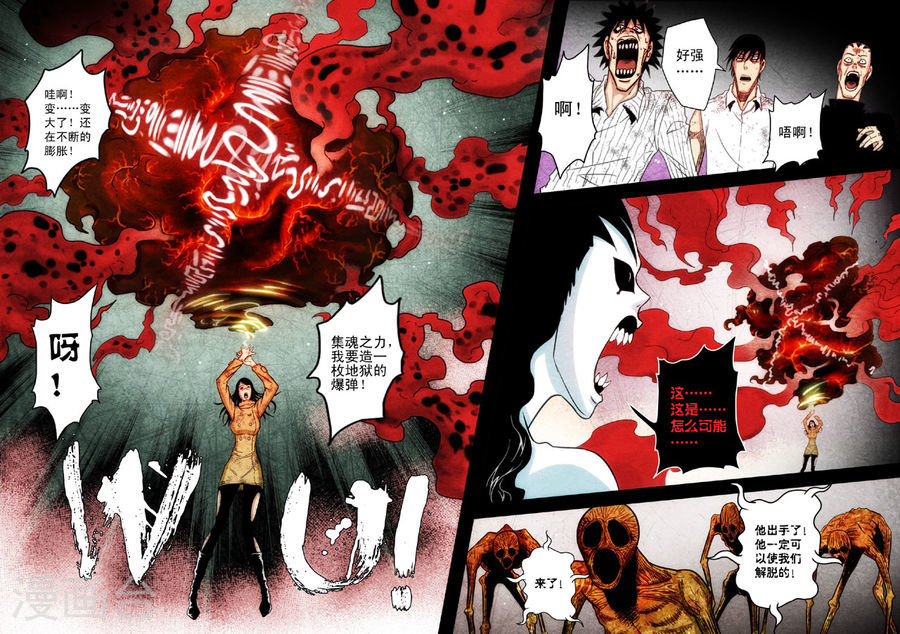 哇啊！
变……变
大了！还
在不断的
膨胀！
呀！
集魂之力，
我要造一
枚地狱的
爆弹！
WU!
漫画台
好强
……
啊！
唔啊！
这……
这是……
怎么可能
……
来了！
他出手了！
他一定可
以使我们
解脱的！